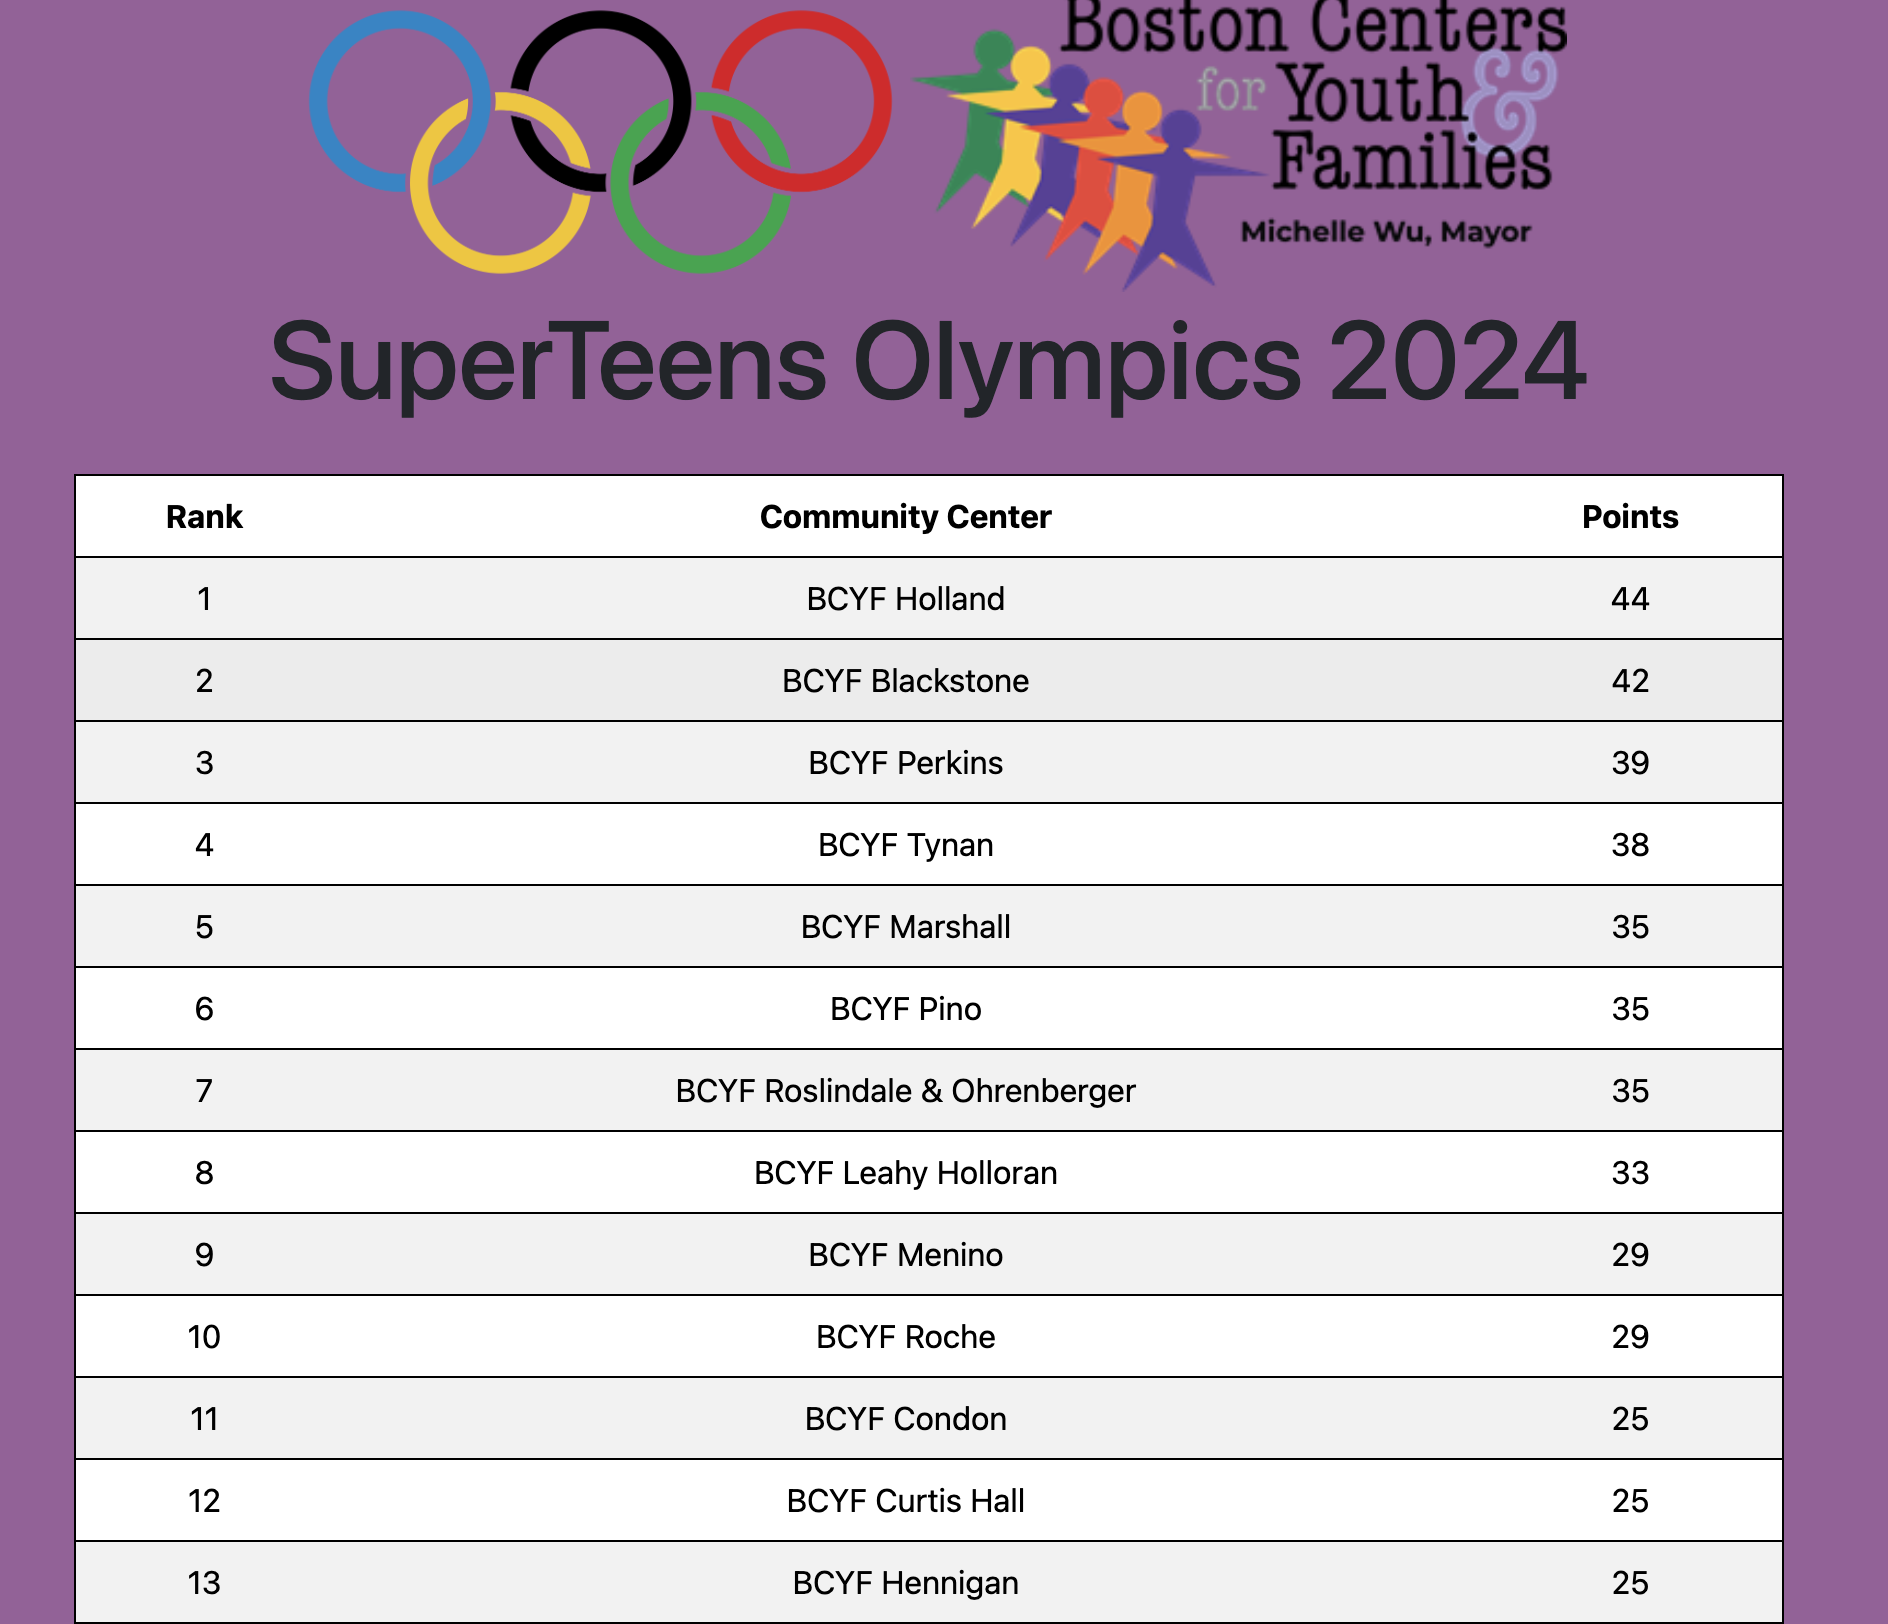 Boston Centers
for Youth &
Families
Michelle Wu, Mayor
SuperTeens Olympics 2024
Rank Community Center Points
1 BCYF Holland 44
2 BCYF Blackstone 42
3 BCYF Perkins 39
4 BCYF Tynan 38
5 BCYF Marshall 35
6 BCYF Pino 35
7 BCYF Roslindale & Ohrenberger 35
8 BCYF Leahy Holloran 33
9 BCYF Menino 29
10 BCYF Roche 29
11 BCYF Condon 25
12 BCYF Curtis Hall 25
13 BCYF Hennigan 25